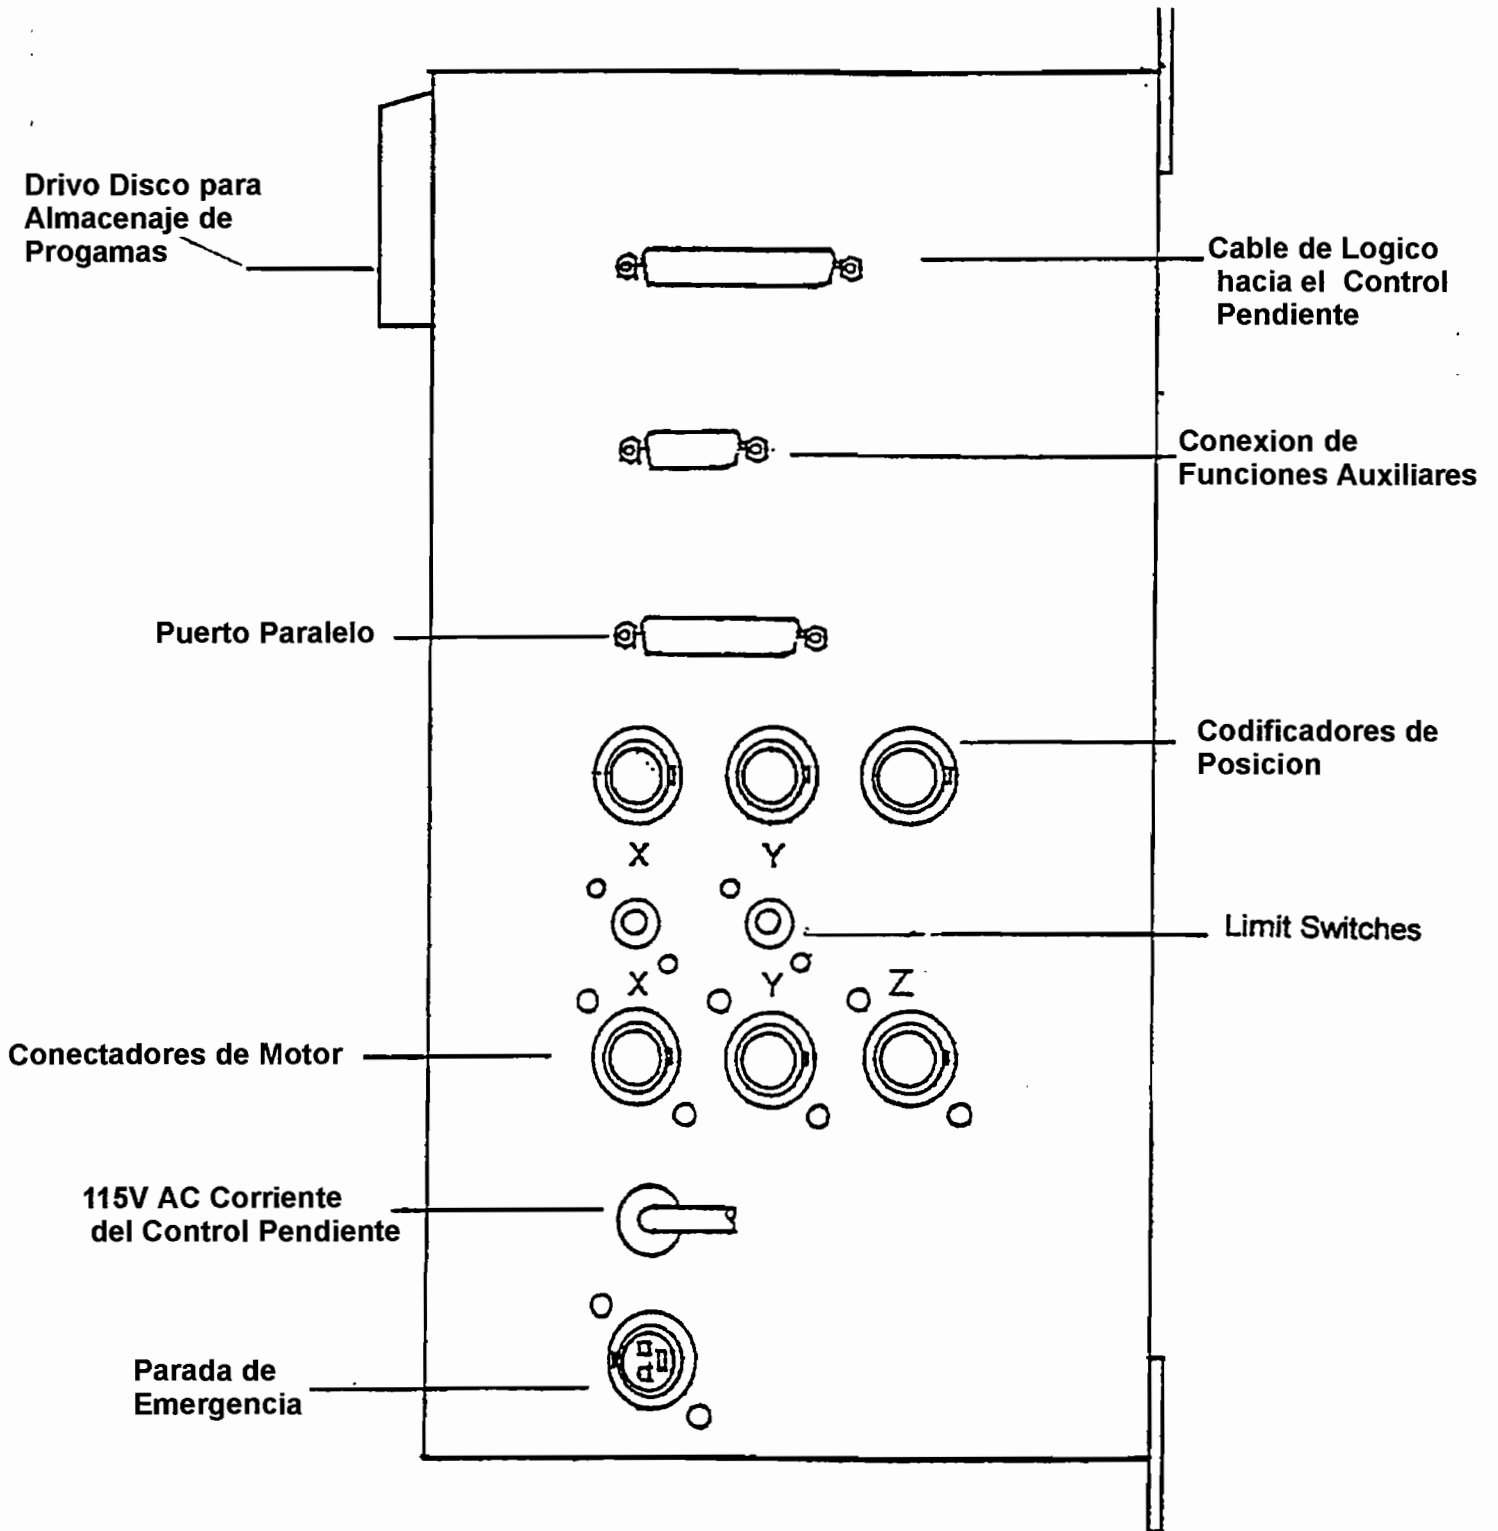 Drivo Disco para
Almacenaje de
Progamas
Cable de Logico
hacia el Control
Pendiente
Conexion de
Funciones Auxiliares
Puerto Paralelo
Codificadores de
Posicion
X Y
Limit Switches
X Y Z
Conectadores de Motor
115V AC Corriente
del Control Pendiente
Parada de
Emergencia